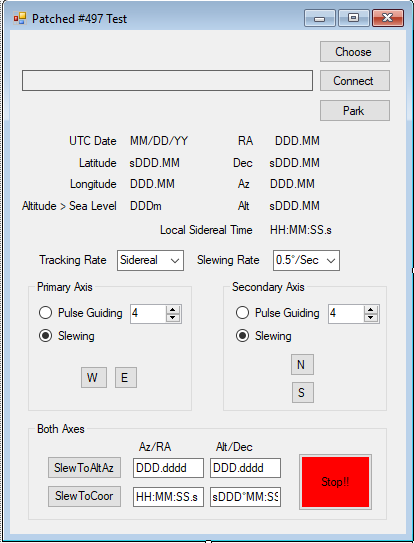 Patched #497 Test
Choose
Connect
Park
UTC Date MM/DD/YY RA DDD.MM
Latitude sDDD.MM Dec sDDD.MM
Longitude DDD.MM Az DDD.MM
Altitude > Sea Level DDDm Alt sDDD.MM
Local Sidereal Time HH:MM:SS.s
Tracking Rate Sidereal Slewing Rate 0.5°/Sec
Primary Axis
Pulse Guiding 4
Slewing
W E
Secondary Axis
Pulse Guiding 4
Slewing
N
S
Both Axes
Az/RA Alt/Dec
SlewToAltAz DDD.dddd DDD.dddd
SlewToCoor HH:MM:SS.s sDDD°MM:SS
Stop!!